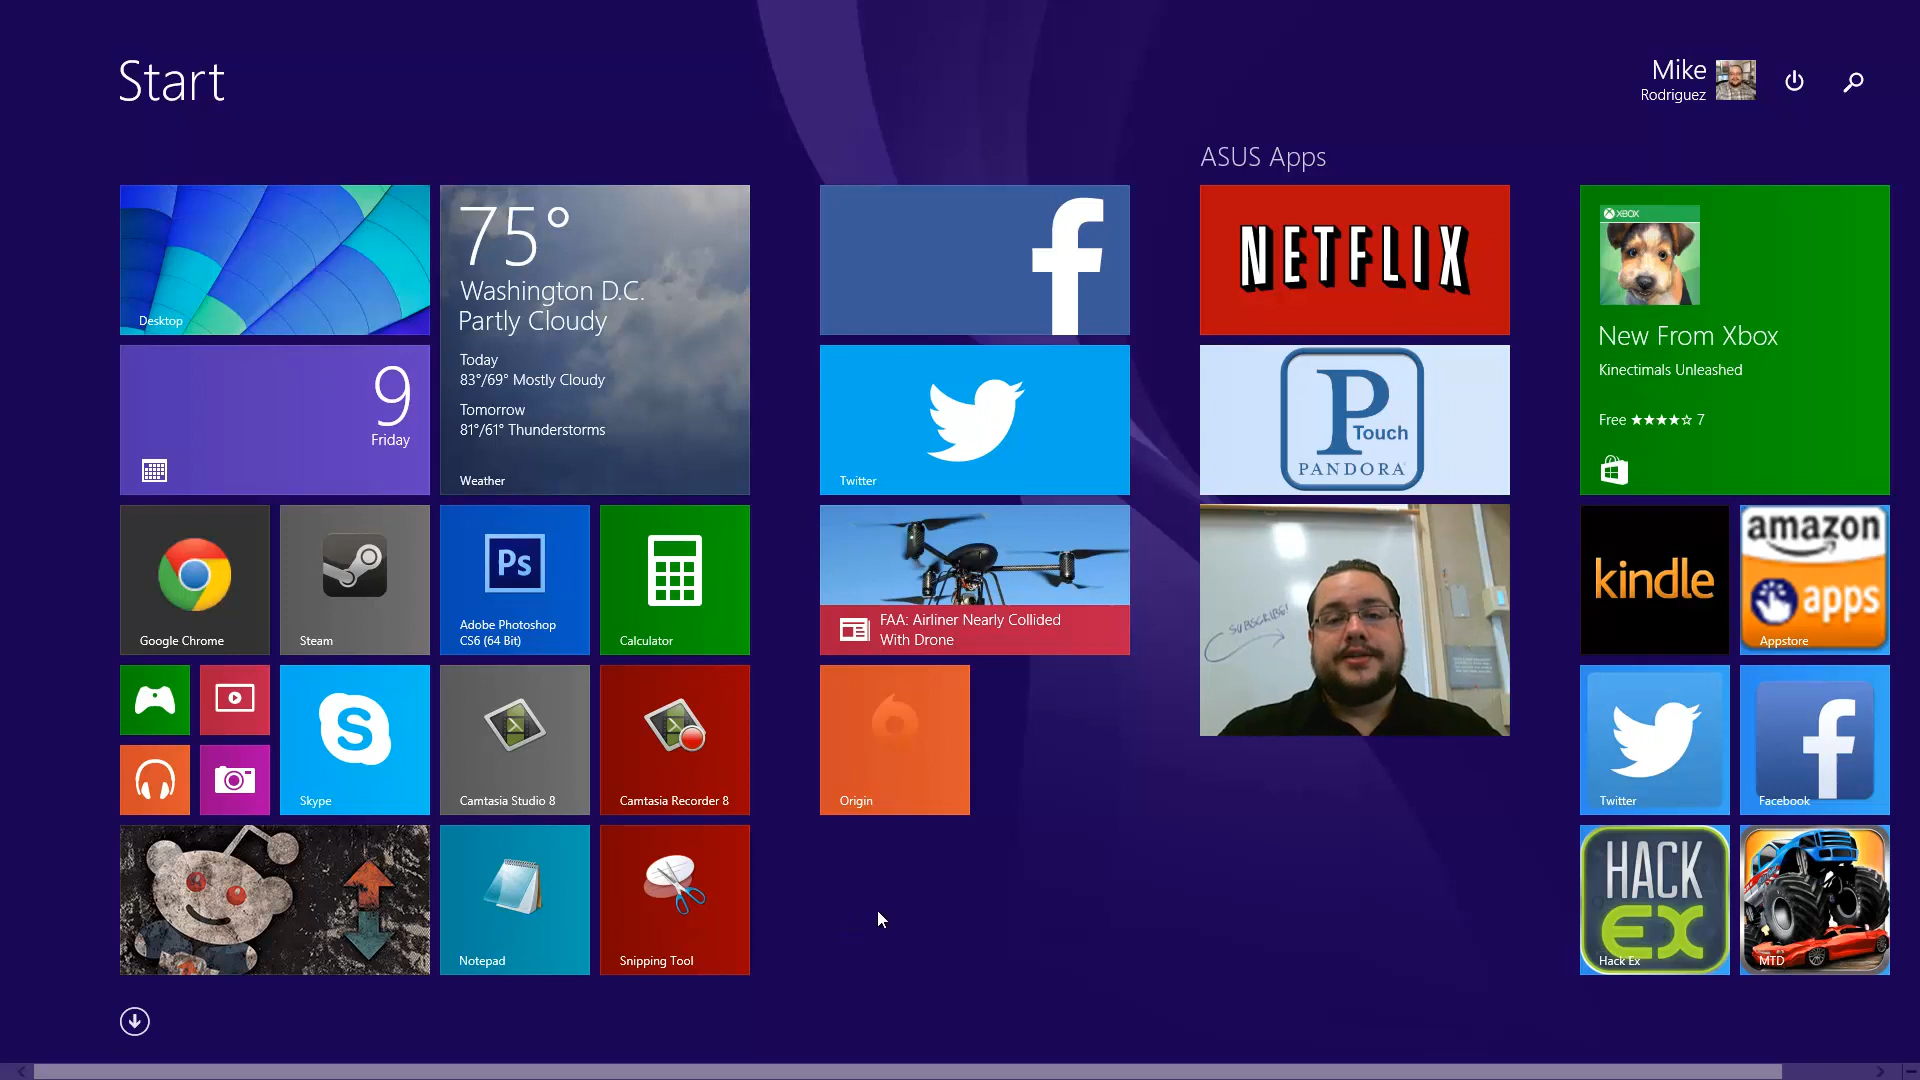 Start
Mike
Rodriguez
ASUS Apps
Desktop
75°
Washington D.C.
Partly Cloudy
Today
83°/69° Mostly Cloudy
Tomorrow
81°/61° Thunderstorms
Weather
9
Friday
Twitter
NETFLIX
P
Touch
PANDORA
XBOX
New From Xbox
Kinectimals Unleashed
Free ★★★★☆ 7
Google Chrome
Steam
Ps
Adobe Photoshop
CS6 (64 Bit)
Calculator
FAA: Airliner Nearly Collided
With Drone
SUBSCRIBE!
kindle
amazon
apps
Appstore
Skype
Camtasia Studio 8
Camtasia Recorder 8
Origin
Twitter
Facebook
Notepad
Snipping Tool
HACK
EX
Hack Ex
MTD